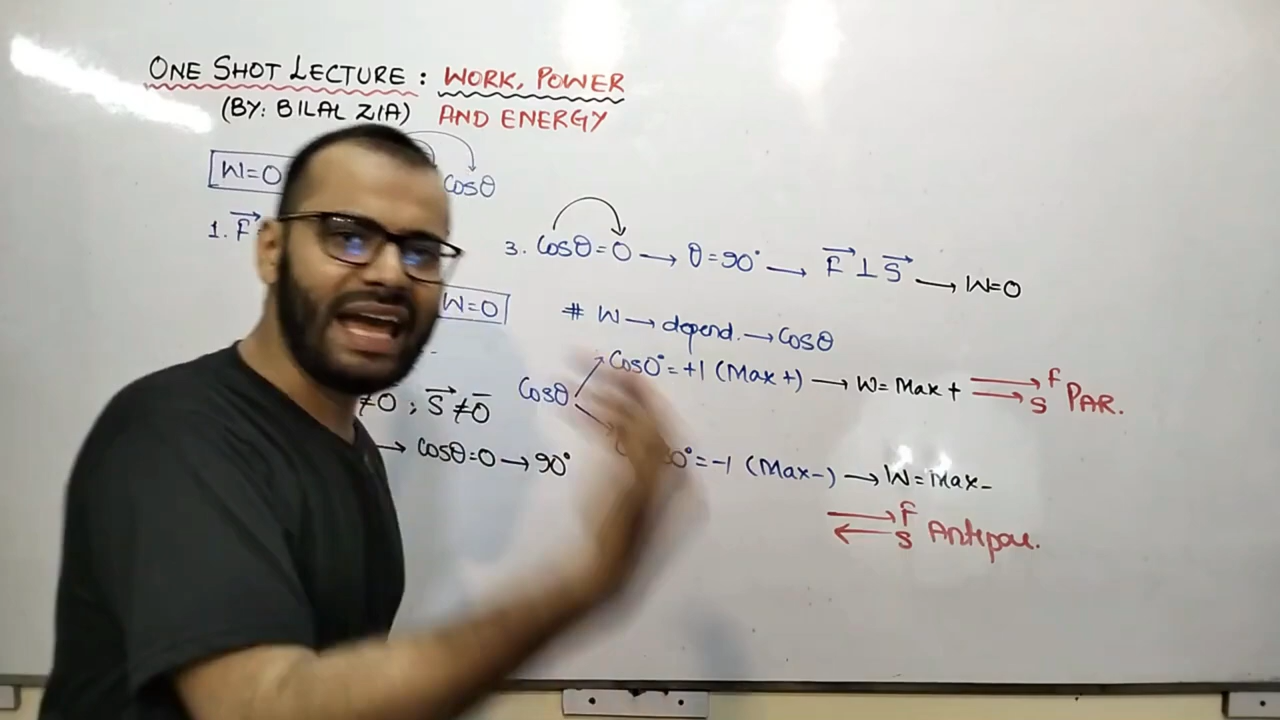 ONE SHOT LECTURE : WORK, POWER
(BY: BILAL ZIA) AND ENERGY
W=0
Cosθ
1. F
3. Cosθ=0 → θ=90° → F ⊥ S → W=0
W=0
# W → depend. → Cosθ
Cos0°=+1 (Max+) → W=Max+ F S PAR.
Cosθ
≠0 ; S≠0
→ Cosθ=0 → 90°
0°=-1 (Max-) → W=Max-
F S Antipar.